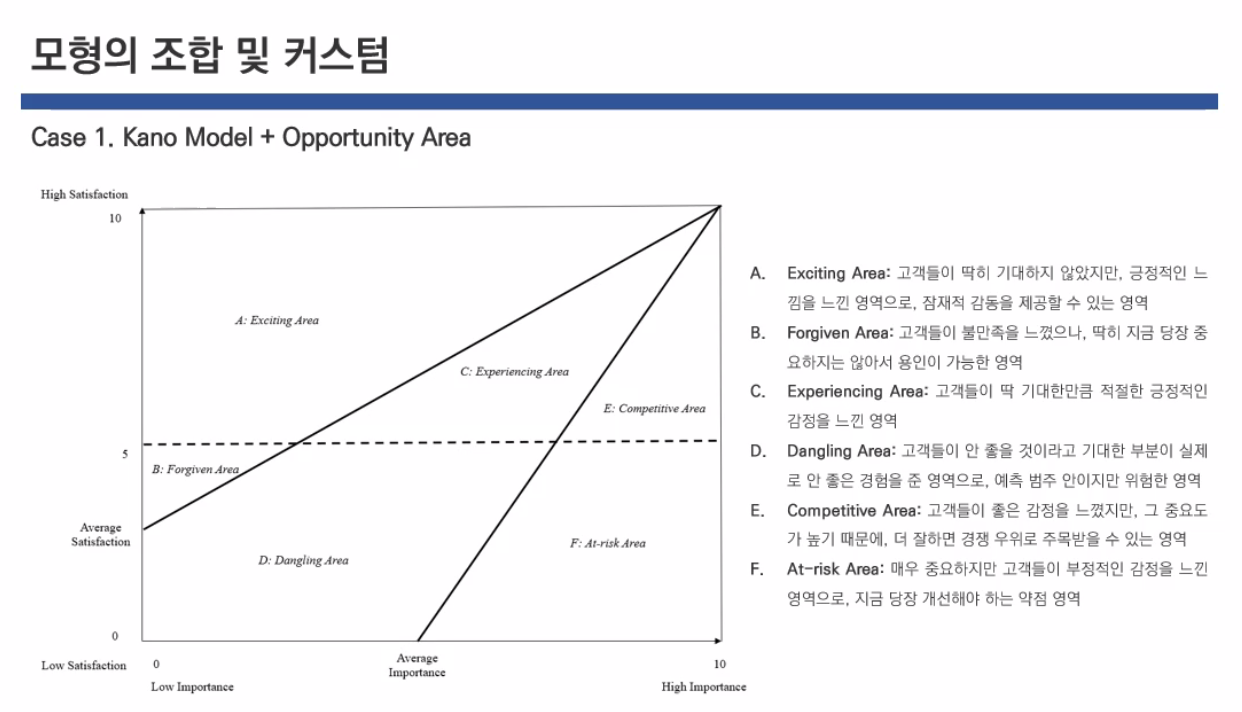 모형의 조합 및 커스텀
Case 1. Kano Model + Opportunity Area
High Satisfaction
10
A: Exciting Area
C: Experiencing Area
E: Competitive Area
5
B: Forgiven Area
Average
Satisfaction
F: At-risk Area
D: Dangling Area
0
Low Satisfaction
0
Low Importance
Average
Importance
10
High Importance
A. Exciting Area: 고객들이 딱히 기대하지 않았지만, 긍정적인 느
낌을 느낀 영역으로, 잠재적 감동을 제공할 수 있는 영역
B. Forgiven Area: 고객들이 불만족을 느꼈으나, 딱히 지금 당장 중
요하지는 않아서 용인이 가능한 영역
C. Experiencing Area: 고객들이 딱 기대한만큼 적절한 긍정적인
감정을 느낀 영역
D. Dangling Area: 고객들이 안 좋을 것이라고 기대한 부분이 실제
로 안 좋은 경험을 준 영역으로, 예측 범주 안이지만 위험한 영역
E. Competitive Area: 고객들이 좋은 감정을 느꼈지만, 그 중요도
가 높기 때문에, 더 잘하면 경쟁 우위로 주목받을 수 있는 영역
F. At-risk Area: 매우 중요하지만 고객들이 부정적인 감정을 느낀
영역으로, 지금 당장 개선해야 하는 약점 영역